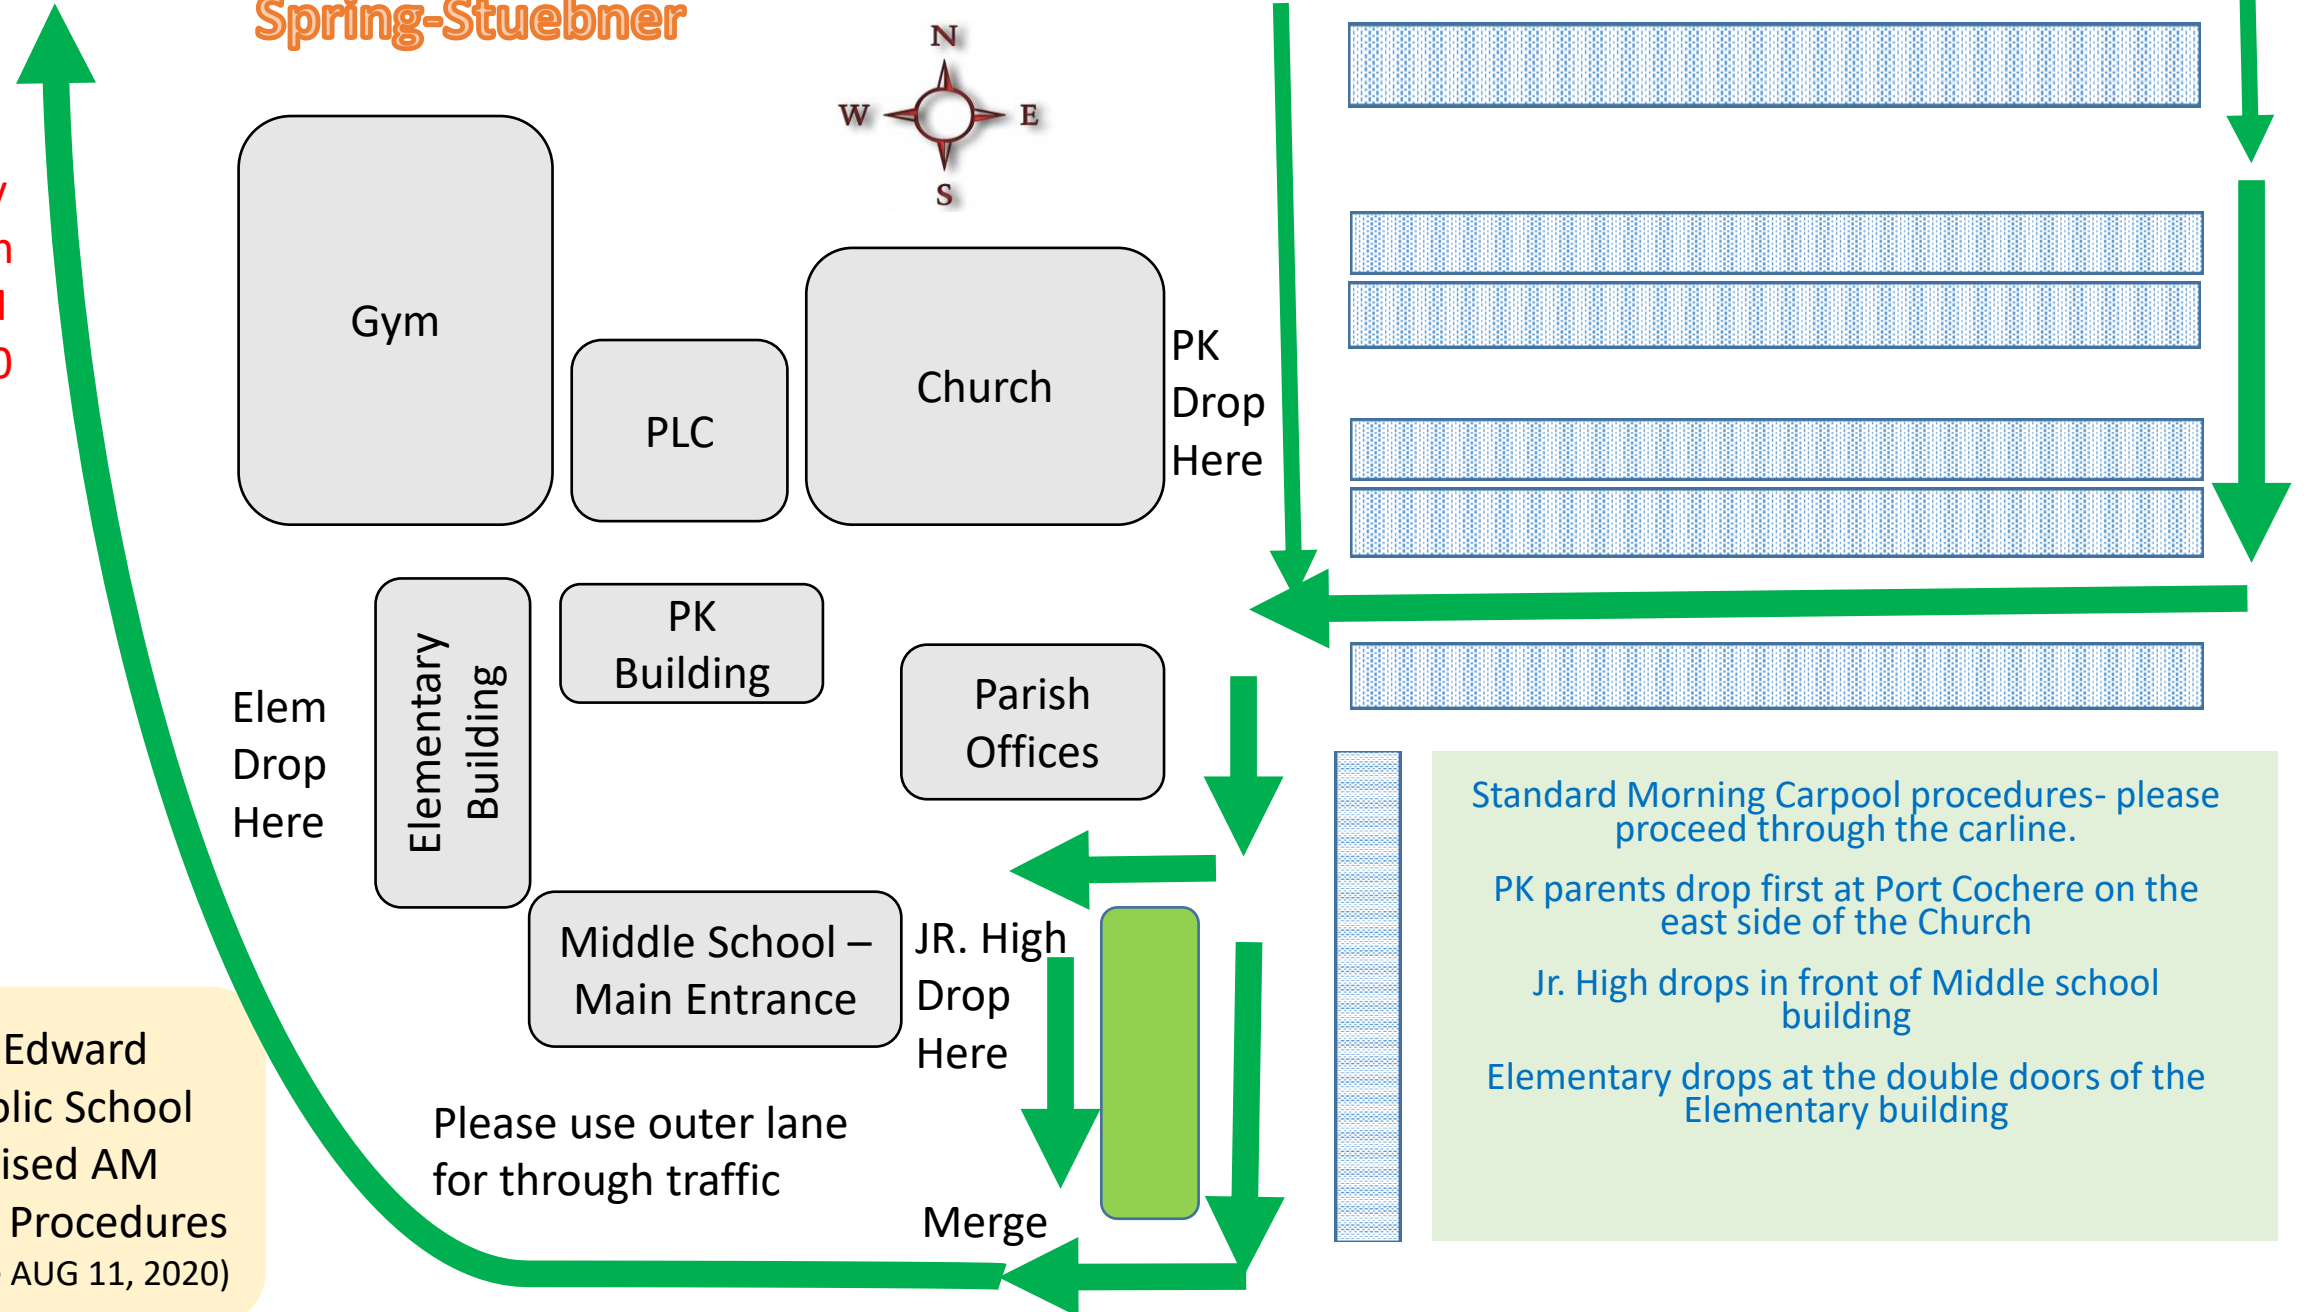 Spring-Stuebner
N
W
E
S
Gym
PLC
Church
PK
Drop
Here
Elementary
Building
PK
Building
Parish
Offices
Elem
Drop
Here
Middle School –
Main Entrance
JR. High
Drop
Here
Please use outer lane
for through traffic
Merge
Standard Morning Carpool procedures- please
proceed through the carline.
PK parents drop first at Port Cochere on the
east side of the Church
Jr. High drops in front of Middle school
building
Elementary drops at the double doors of the
Elementary building
Edward
School
AM
Procedures
AUG 11, 2020)